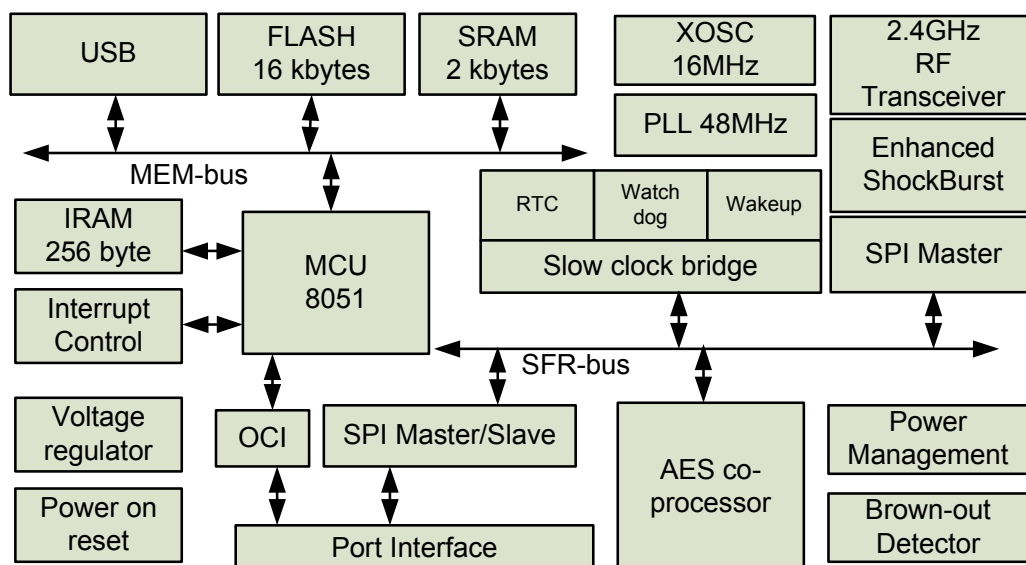 USB
FLASH
16 kbytes
SRAM
2 kbytes
XOSC
16MHz
2.4GHz
RF
Transceiver
PLL 48MHz
MEM-bus
Enhanced
ShockBurst
RTC
Watch
dog
Wakeup
IRAM
256 byte
MCU
8051
Slow clock bridge
SPI Master
Interrupt
Control
SFR-bus
Voltage
regulator
OCI
SPI Master/Slave
AES co-
processor
Power
Management
Power on
reset
Port Interface
Brown-out
Detector